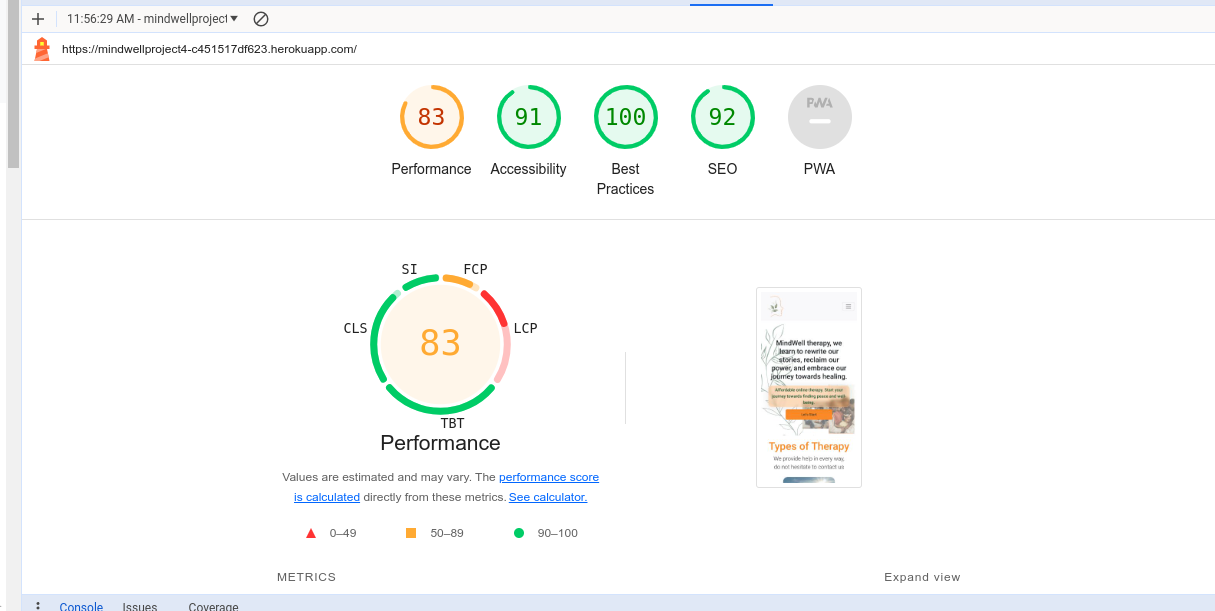 11:56:29 AM - mindwellproject
https://mindwellproject4-c451517df623.herokuapp.com/
83
91
100
92
PWA
Performance
Accessibility
Best
Practices
SEO
PWA
SI
FCP
CLS
83
LCP
TBT
Performance
Values are estimated and may vary. The performance score
is calculated directly from these metrics. See calculator.
0–49
50–89
90–100
MindWell therapy, we
learn to rewrite our
stories, reclaim our
power, and embrace our
journey towards healing.
Affordable online therapy. Start your
journey towards finding peace and well
being.
Types of Therapy
We provide help in every way,
do not hesitate to contact us
METRICS
Expand view
Console
Issues
Coverage